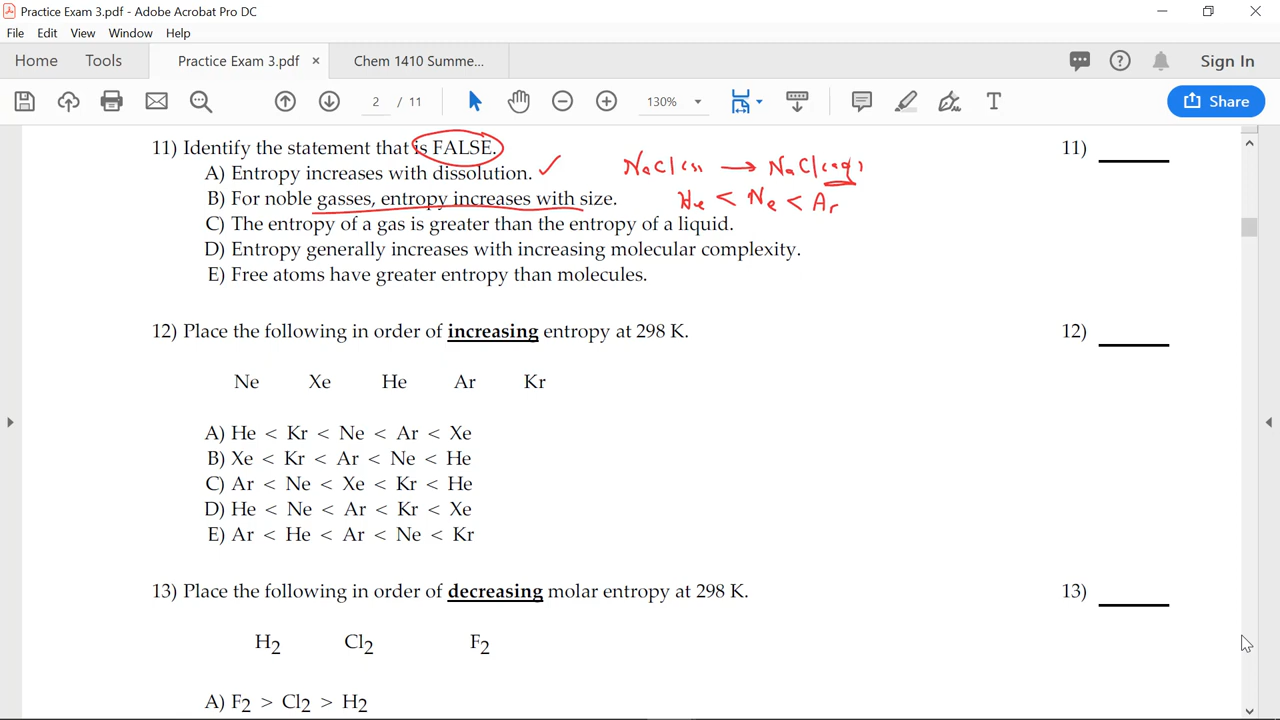 Practice Exam 3.pdf - Adobe Acrobat Pro DC
File Edit View Window Help
Home Tools Practice Exam 3.pdf × Chem 1410 Summe... Sign In
2 / 11 130% Share
11) Identify the statement that is FALSE. 11)
A) Entropy increases with dissolution. ✓ NaCl(s) → NaCl(aq)
B) For noble gasses, entropy increases with size. He < Ne < Ar
C) The entropy of a gas is greater than the entropy of a liquid.
D) Entropy generally increases with increasing molecular complexity.
E) Free atoms have greater entropy than molecules.
12) Place the following in order of increasing entropy at 298 K. 12)
Ne Xe He Ar Kr
A) He < Kr < Ne < Ar < Xe
B) Xe < Kr < Ar < Ne < He
C) Ar < Ne < Xe < Kr < He
D) He < Ne < Ar < Kr < Xe
E) Ar < He < Ar < Ne < Kr
13) Place the following in order of decreasing molar entropy at 298 K. 13)
H2 Cl2 F2
A) F2 > Cl2 > H2